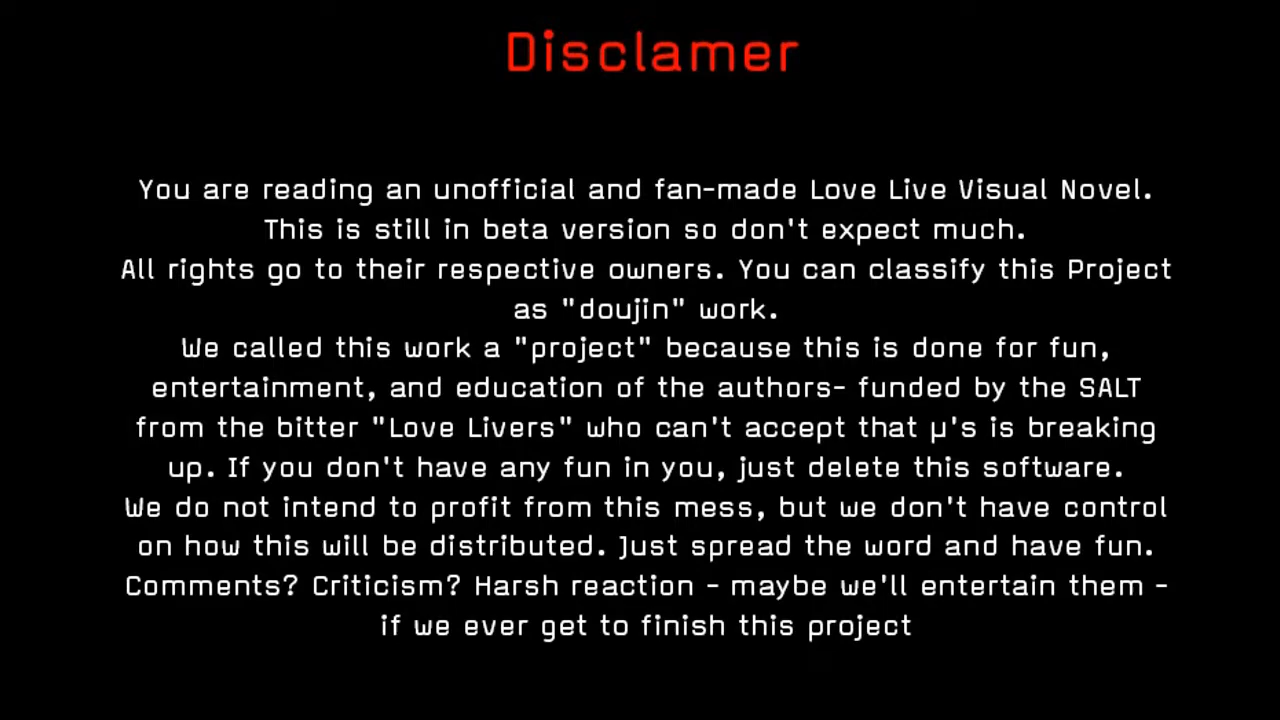 Disclamer
You are reading an unofficial and fan-made Love Live Visual Novel.
This is still in beta version so don't expect much.
All rights go to their respective owners. You can classify this Project
as "doujin" work.
We called this work a "project" because this is done for fun,
entertainment, and education of the authors- funded by the SALT
from the bitter "Love Livers" who can't accept that µ's is breaking
up. If you don't have any fun in you, just delete this software.
We do not intend to profit from this mess, but we don't have control
on how this will be distributed. Just spread the word and have fun.
Comments? Criticism? Harsh reaction - maybe we'll entertain them -
if we ever get to finish this project